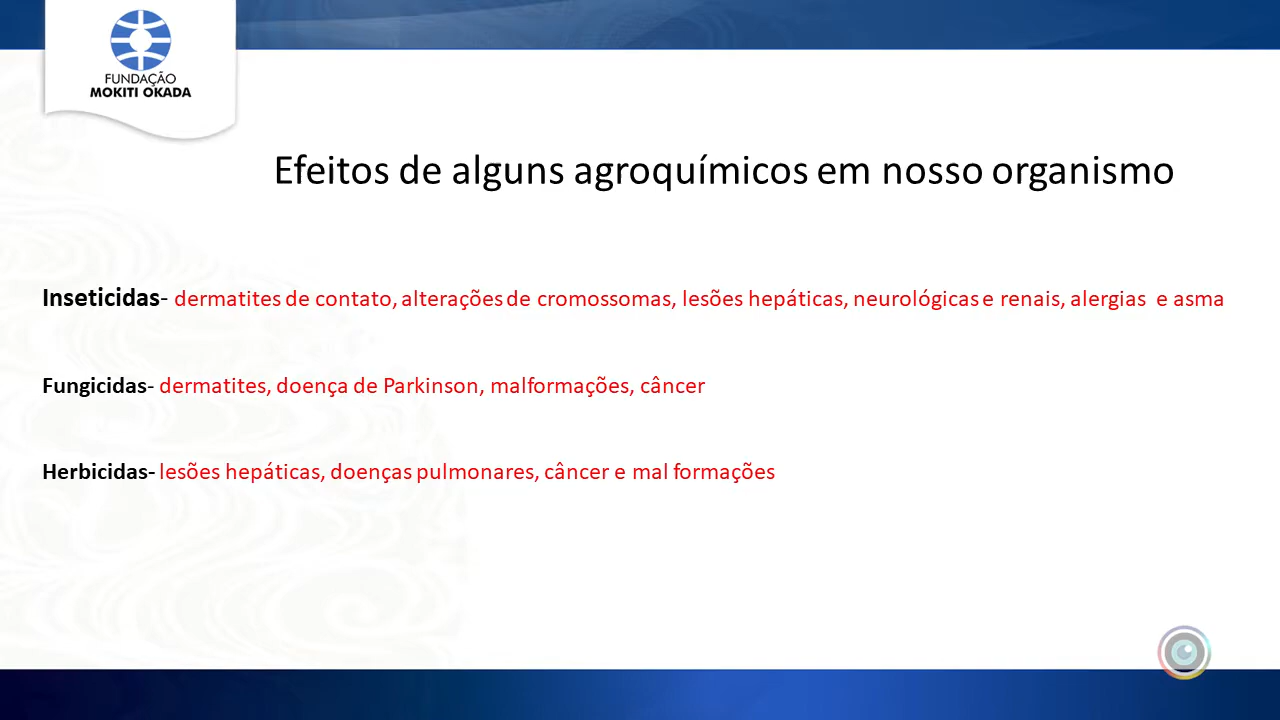 FUNDAÇÃO
MOKITI OKADA
Efeitos de alguns agroquímicos em nosso organismo
Inseticidas- dermatites de contato, alterações de cromossomas, lesões hepáticas, neurológicas e renais, alergias e asma
Fungicidas- dermatites, doença de Parkinson, malformações, câncer
Herbicidas- lesões hepáticas, doenças pulmonares, câncer e mal formações